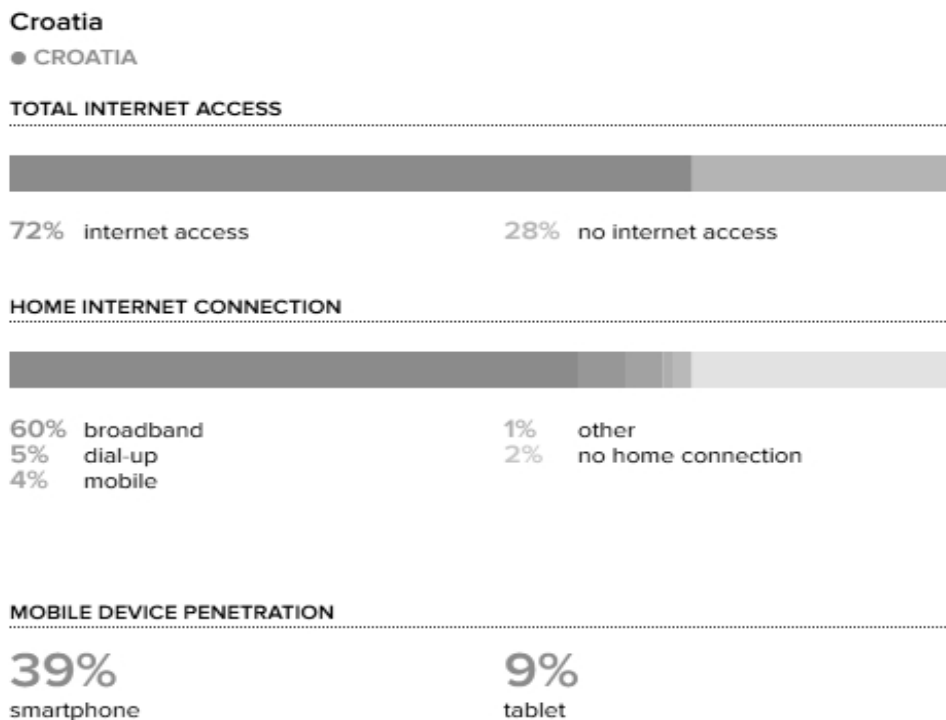 Croatia
● CROATIA
TOTAL INTERNET ACCESS
72% internet access
28% no internet access
HOME INTERNET CONNECTION
60% broadband
5% dial-up
4% mobile
1% other
2% no home connection
MOBILE DEVICE PENETRATION
39%
smartphone
9%
tablet